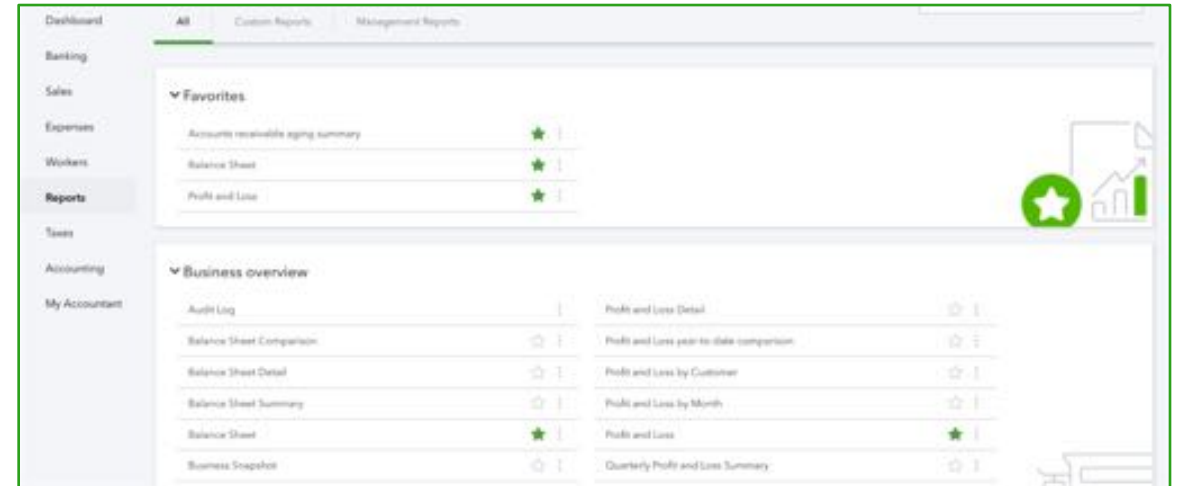 Dashboard
All Custom Reports Management Reports
Banking
Sales
Favorites
Expenses
Accounts receivable aging summary
Workers
Balance Sheet
Reports
Profit and Loss
Taxes
Accounting
Business overview
My Accountant
Audit Log Profit and Loss Detail
Balance Sheet Comparison Profit and Loss year-to-date comparison
Balance Sheet Detail Profit and Loss by Customer
Balance Sheet Summary Profit and Loss by Month
Balance Sheet Profit and Loss
Business Snapshot Quarterly Profit and Loss Summary